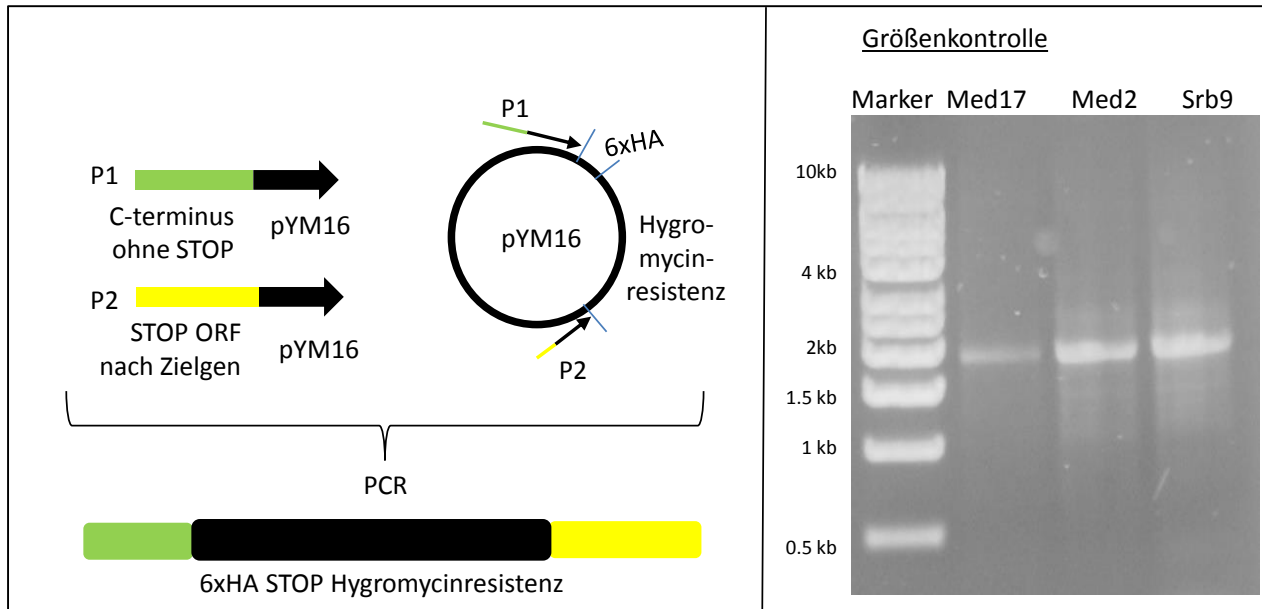 P1
C-terminus
ohne STOP
pYM16
P2
STOP ORF
nach Zielgen
pYM16
P1
6xHA
pYM16
Hygro-
mycin-
resistenz
P2
PCR
6xHA STOP Hygromycinresistenz
Größenkontrolle
Marker Med17 Med2 Srb9
10kb
4 kb
2kb
1.5 kb
1 kb
0.5 kb